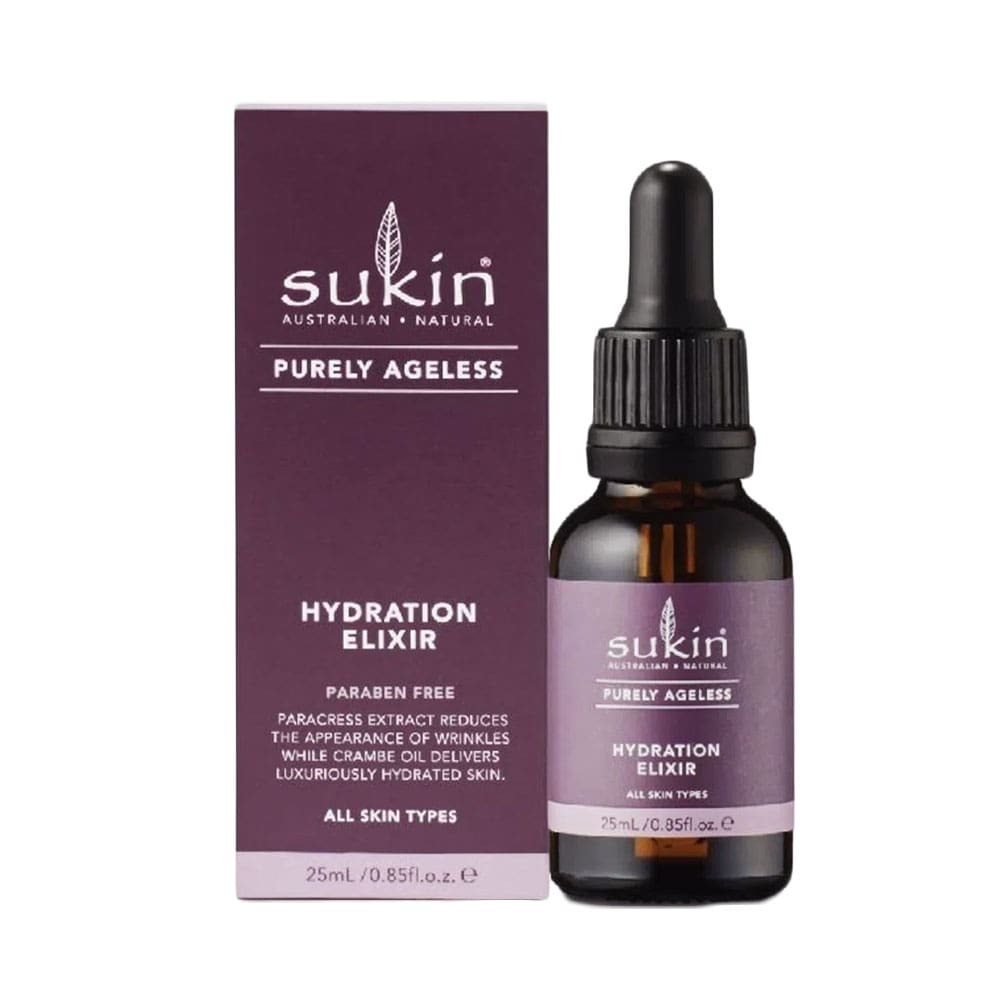 sukin®
AUSTRALIAN • NATURAL
PURELY AGELESS
HYDRATION
ELIXIR
PARABEN FREE
PARACRESS EXTRACT REDUCES
THE APPEARANCE OF WRINKLES
WHILE CRAMBE OIL DELIVERS
LUXURIOUSLY HYDRATED SKIN.
ALL SKIN TYPES
25mL/0.85fl.o.z. ℮
sukin®
AUSTRALIAN • NATURAL
PURELY AGELESS
HYDRATION
ELIXIR
ALL SKIN TYPES
25mL/0.85fl.oz. ℮